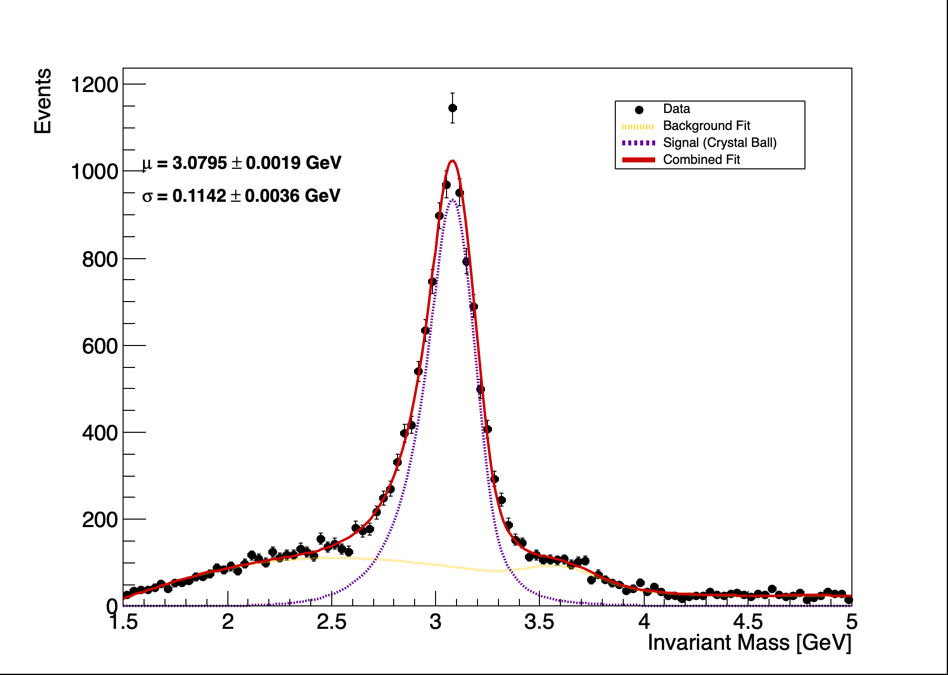 Events
1200
1000
800
600
400
200
0
μ = 3.0795 ± 0.0019 GeV
σ = 0.1142 ± 0.0036 GeV
Data
Background Fit
Signal (Crystal Ball)
Combined Fit
1.5 2 2.5 3 3.5 4 4.5 5
Invariant Mass [GeV]